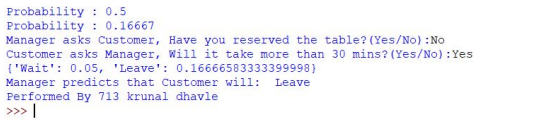 Probability : 0.5
Probability : 0.16667
Manager asks Customer, Have you reserved the table?(Yes/No):No
Customer asks Manager, Will it take more than 30 mins?(Yes/No):Yes
{'Wait': 0.05, 'Leave': 0.16666583333399998}
Manager predicts that Customer will:  Leave
Performed By 713 krunal dhavle
>>>